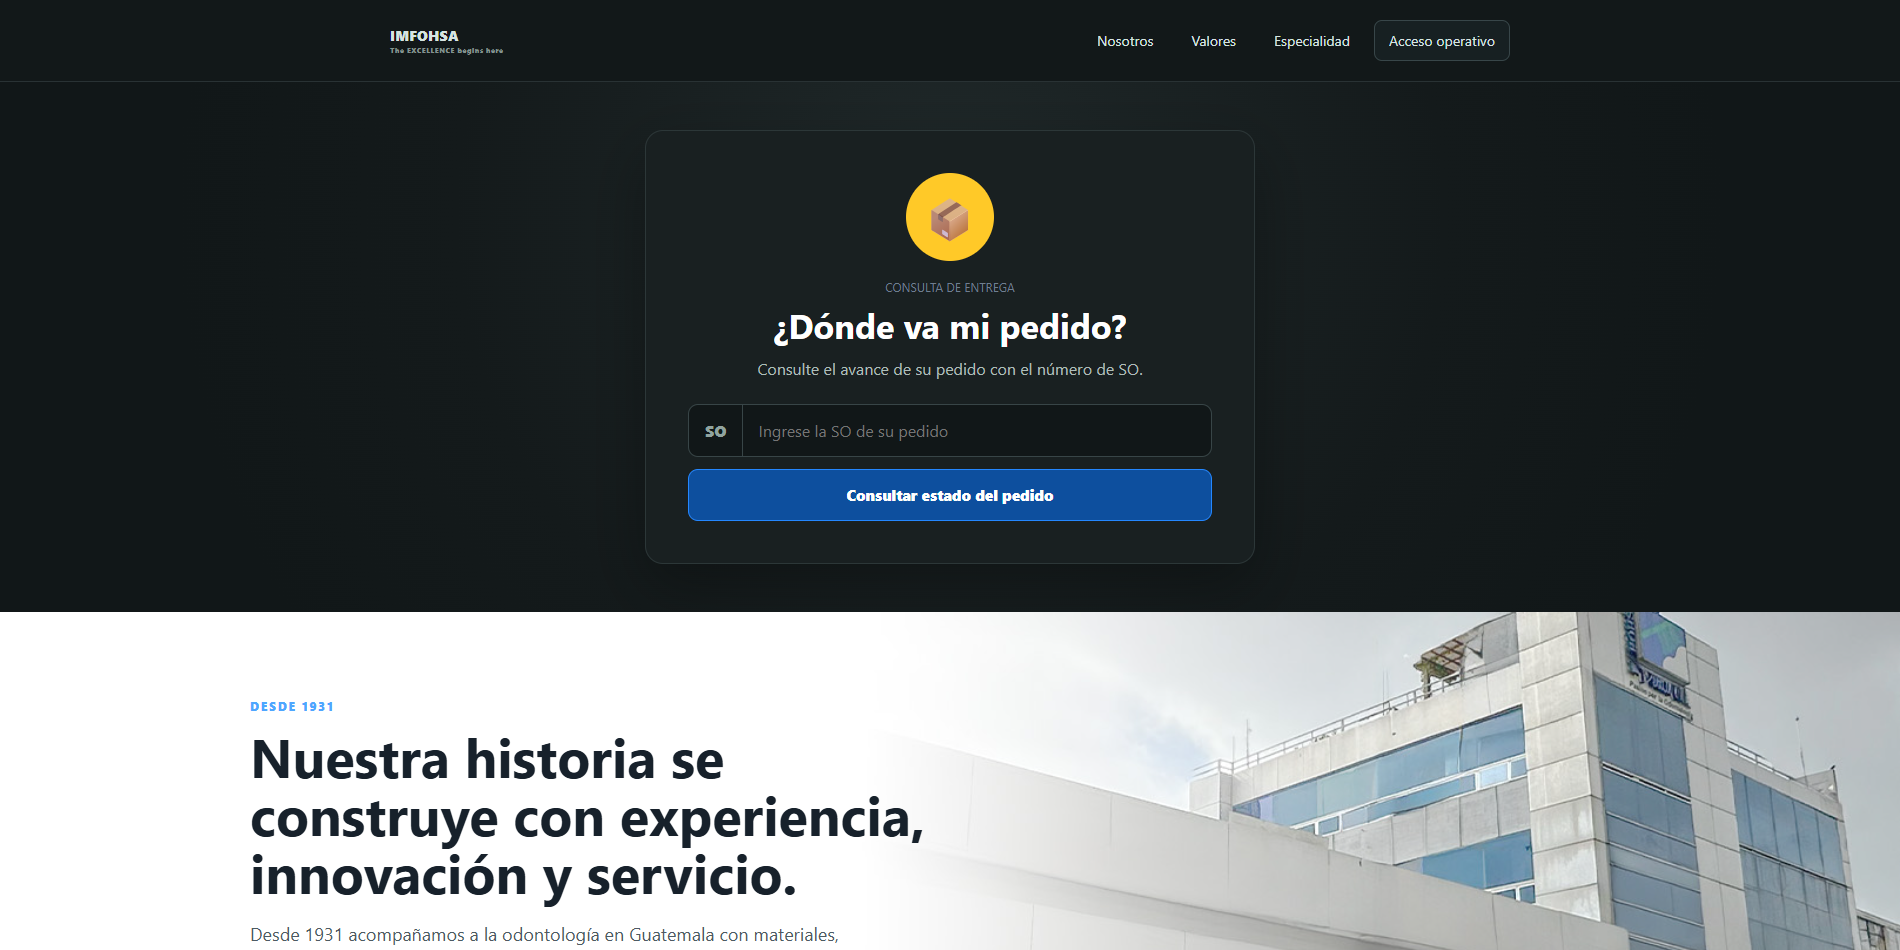 IMFOHSA
The EXCELLENCE begins here
Nosotros
Valores
Especialidad
Acceso operativo
CONSULTA DE ENTREGA
¿Dónde va mi pedido?
Consulte el avance de su pedido con el número de SO.
SO
Ingrese la SO de su pedido
Consultar estado del pedido
DESDE 1931
Nuestra historia se
construye con experiencia,
innovación y servicio.
Desde 1931 acompañamos a la odontología en Guatemala con materiales,